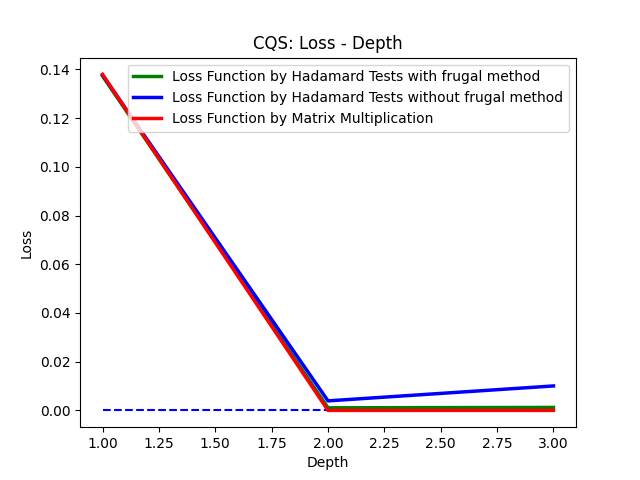 CQS: Loss - Depth
Loss Function by Hadamard Tests with frugal method
Loss Function by Hadamard Tests without frugal method
Loss Function by Matrix Multiplication
Loss
0.14
0.12
0.10
0.08
0.06
0.04
0.02
0.00
1.00 1.25 1.50 1.75 2.00 2.25 2.50 2.75 3.00
Depth